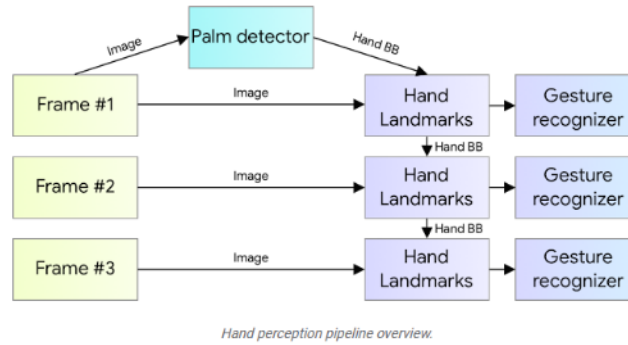 Image
Palm detector
Hand BB
Frame #1
Image
Hand
Landmarks
Gesture
recognizer
Hand BB
Frame #2
Image
Hand
Landmarks
Gesture
recognizer
Hand BB
Frame #3
Image
Hand
Landmarks
Gesture
recognizer
Hand perception pipeline overview.